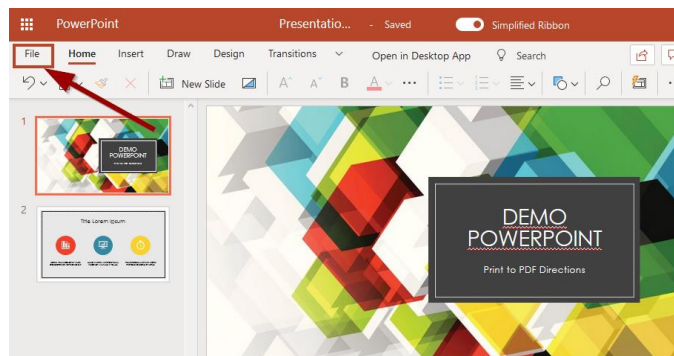 PowerPoint Presentatio... - Saved Simplified Ribbon
File Home Insert Draw Design Transitions Open in Desktop App Search
New Slide A A B A
1
DEMO
POWERPOINT
2
Title Lorem Ipsum
DEMO
POWERPOINT
Print to PDF Directions